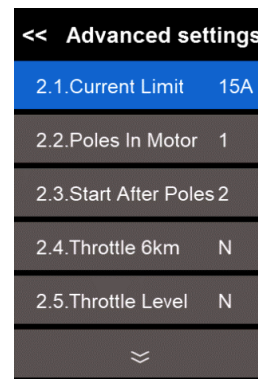 << Advanced settings
2.1.Current Limit 15A
2.2.Poles In Motor 1
2.3.Start After Poles 2
2.4.Throttle 6km N
2.5.Throttle Level N